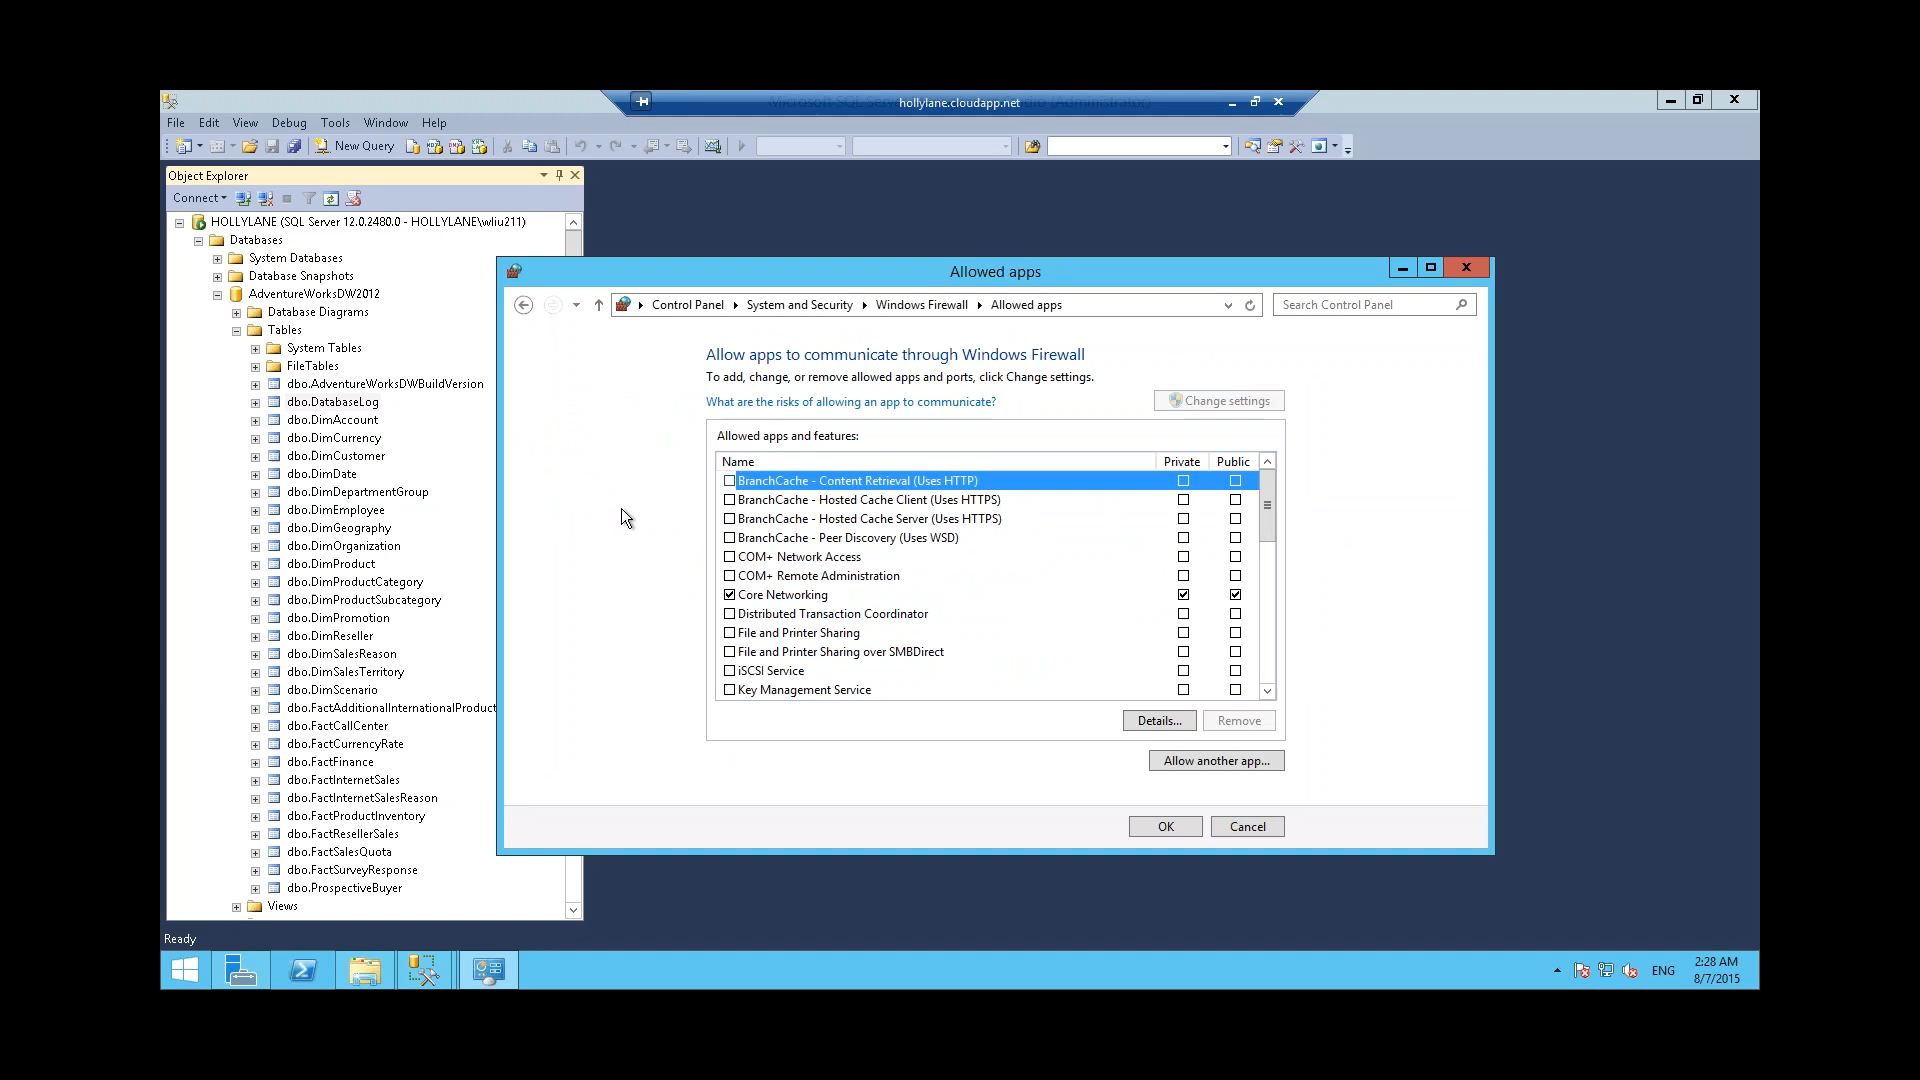 hollylane.cloudapp.net
File Edit View Debug Tools Window Help
New Query
Object Explorer
Connect
HOLLYLANE (SQL Server 12.0.2480.0 - HOLLYLANE\wliu211)
Databases
System Databases
Database Snapshots
AdventureWorksDW2012
Database Diagrams
Tables
System Tables
FileTables
dbo.AdventureWorksDWBuildVersion
dbo.DatabaseLog
dbo.DimAccount
dbo.DimCurrency
dbo.DimCustomer
dbo.DimDate
dbo.DimDepartmentGroup
dbo.DimEmployee
dbo.DimGeography
dbo.DimOrganization
dbo.DimProduct
dbo.DimProductCategory
dbo.DimProductSubcategory
dbo.DimPromotion
dbo.DimReseller
dbo.DimSalesReason
dbo.DimSalesTerritory
dbo.DimScenario
dbo.FactAdditionalInternationalProduct
dbo.FactCallCenter
dbo.FactCurrencyRate
dbo.FactFinance
dbo.FactInternetSales
dbo.FactInternetSalesReason
dbo.FactProductInventory
dbo.FactResellerSales
dbo.FactSalesQuota
dbo.FactSurveyResponse
dbo.ProspectiveBuyer
Views
Allowed apps
Control Panel System and Security Windows Firewall Allowed apps
Search Control Panel
Allow apps to communicate through Windows Firewall
To add, change, or remove allowed apps and ports, click Change settings.
What are the risks of allowing an app to communicate?
Change settings
Allowed apps and features:
Name Private Public
BranchCache - Content Retrieval (Uses HTTP)
BranchCache - Hosted Cache Client (Uses HTTPS)
BranchCache - Hosted Cache Server (Uses HTTPS)
BranchCache - Peer Discovery (Uses WSD)
COM+ Network Access
COM+ Remote Administration
Core Networking
Distributed Transaction Coordinator
File and Printer Sharing
File and Printer Sharing over SMBDirect
iSCSI Service
Key Management Service
Details... Remove
Allow another app...
OK Cancel
Ready
ENG
2:28 AM
8/7/2015